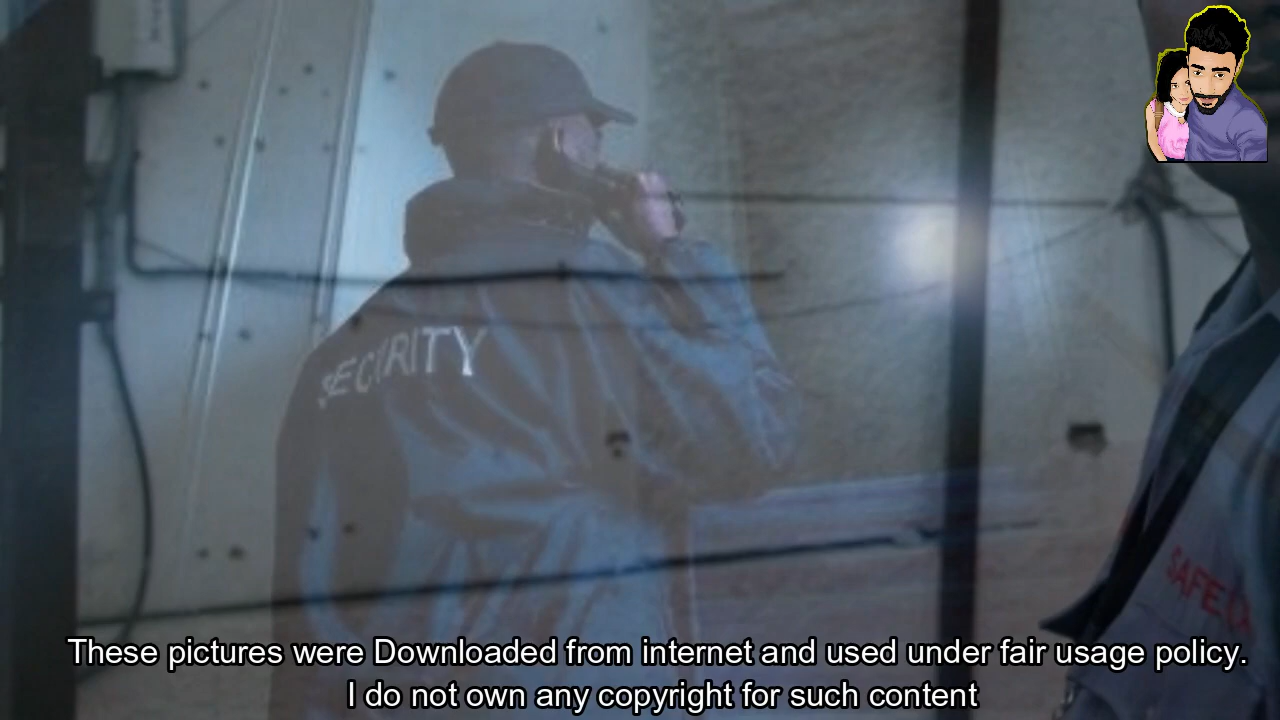 SECURITY
SAFE
These pictures were Downloaded from internet and used under fair usage policy.
I do not own any copyright for such content